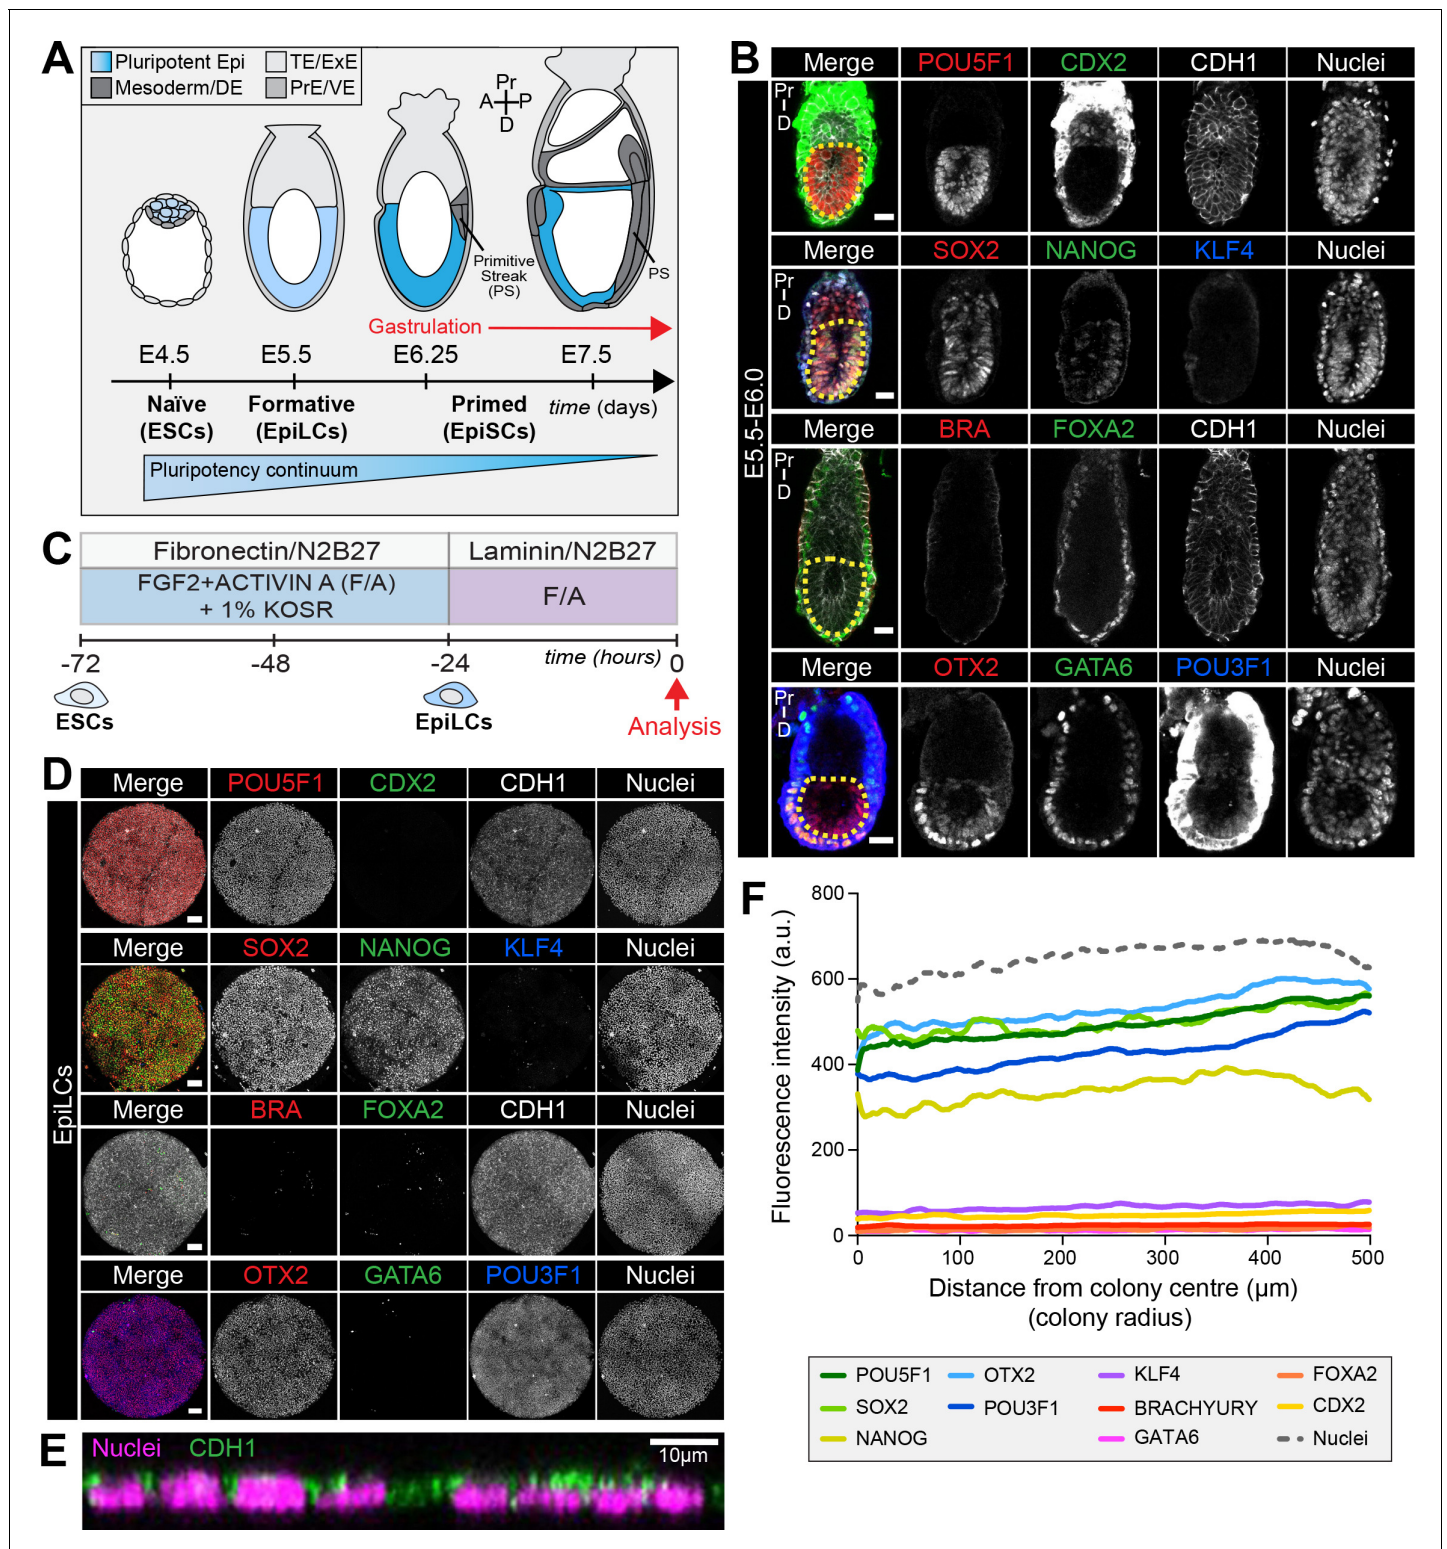 A
Pluripotent Epi
TE/ExE
Mesoderm/DE
PrE/VE
Pr
A P
D
Primitive
Streak
(PS)
PS
Gastrulation
E4.5
E5.5
E6.25
E7.5
Naïve
(ESCs)
Formative
(EpiLCs)
Primed
(EpiSCs)
time (days)
Pluripotency continuum
B
E5.5-E6.0
Merge POU5F1 CDX2 CDH1 Nuclei
Pr
D
Merge SOX2 NANOG KLF4 Nuclei
Pr
D
Merge BRA FOXA2 CDH1 Nuclei
Pr
D
Merge OTX2 GATA6 POU3F1 Nuclei
Pr
D
C
Fibronectin/N2B27
Laminin/N2B27
FGF2+ACTIVIN A (F/A)
+ 1% KOSR
F/A
-72 -48 -24 0
time (hours)
ESCs
EpiLCs
Analysis
D
EpiLCs
Merge POU5F1 CDX2 CDH1 Nuclei
Merge SOX2 NANOG KLF4 Nuclei
Merge BRA FOXA2 CDH1 Nuclei
Merge OTX2 GATA6 POU3F1 Nuclei
E
Nuclei CDH1
10μm
F
Fluorescence intensity (a.u.)
800
600
400
200
0
0 100 200 300 400 500
Distance from colony centre (μm)
(colony radius)
POU5F1 OTX2 KLF4 FOXA2
SOX2 POU3F1 BRACHYURY CDX2
NANOG GATA6 Nuclei